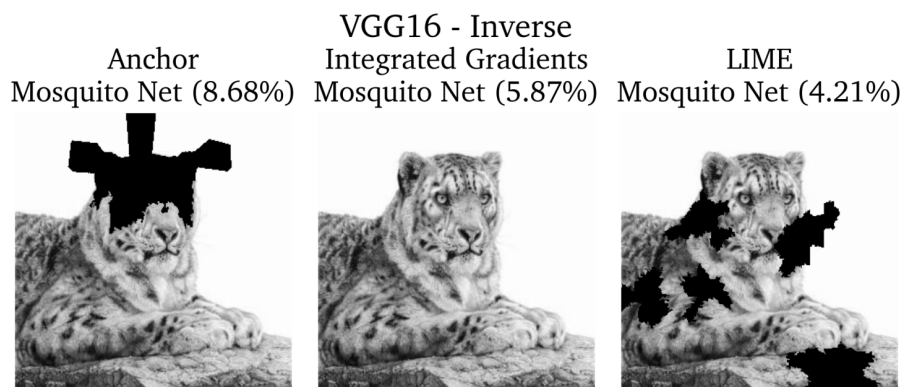 VGG16 - Inverse
Anchor
Mosquito Net (8.68%)
Integrated Gradients
Mosquito Net (5.87%)
LIME
Mosquito Net (4.21%)